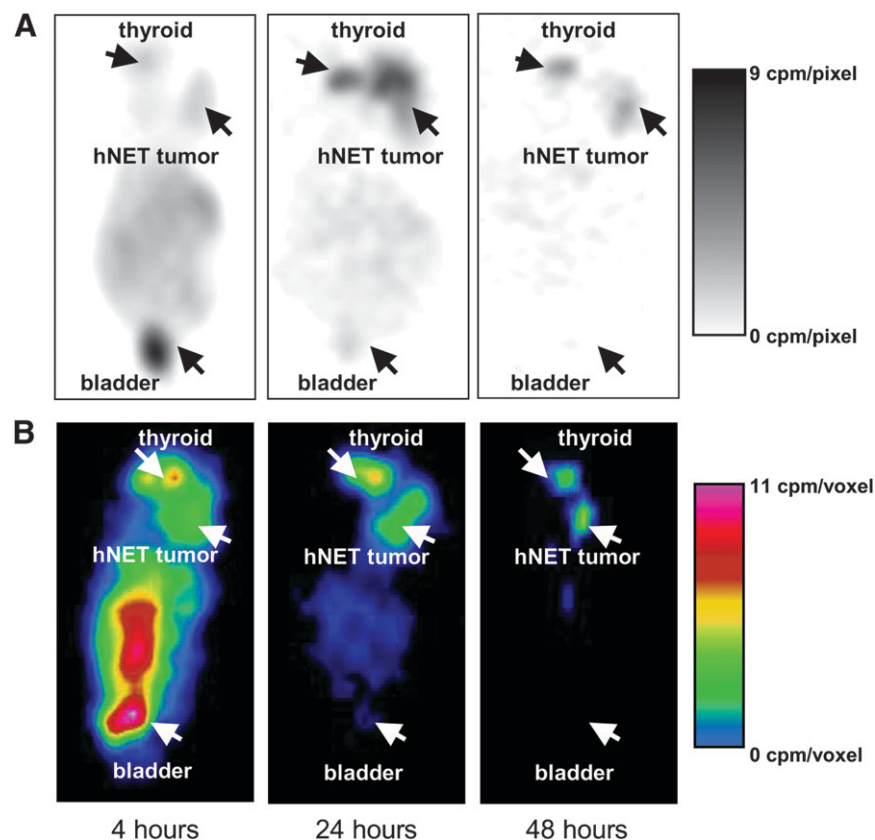 A
thyroid
thyroid
thyroid
hNET tumor
hNET tumor
hNET tumor
bladder
bladder
bladder
9 cpm/pixel
0 cpm/pixel
B
thyroid
thyroid
thyroid
hNET tumor
hNET tumor
hNET tumor
bladder
bladder
bladder
11 cpm/voxel
0 cpm/voxel
4 hours
24 hours
48 hours